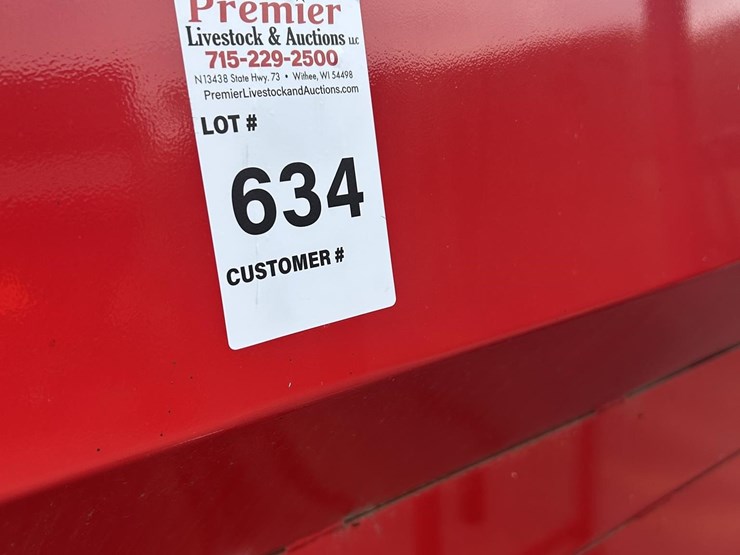 Premier
Livestock & Auctions LLC
715-229-2500
N13438 State Hwy. 73 • Withee, WI 54498
PremierLivestockandAuctions.com
LOT #
634
CUSTOMER #